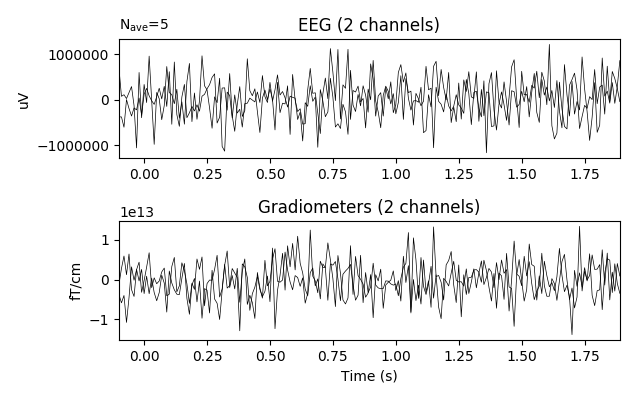 N_ave=5
EEG (2 channels)
1000000
0
−1000000
uV
0.00 0.25 0.50 0.75 1.00 1.25 1.50 1.75
1e13
Gradiometers (2 channels)
1
0
−1
fT/cm
0.00 0.25 0.50 0.75 1.00 1.25 1.50 1.75
Time (s)